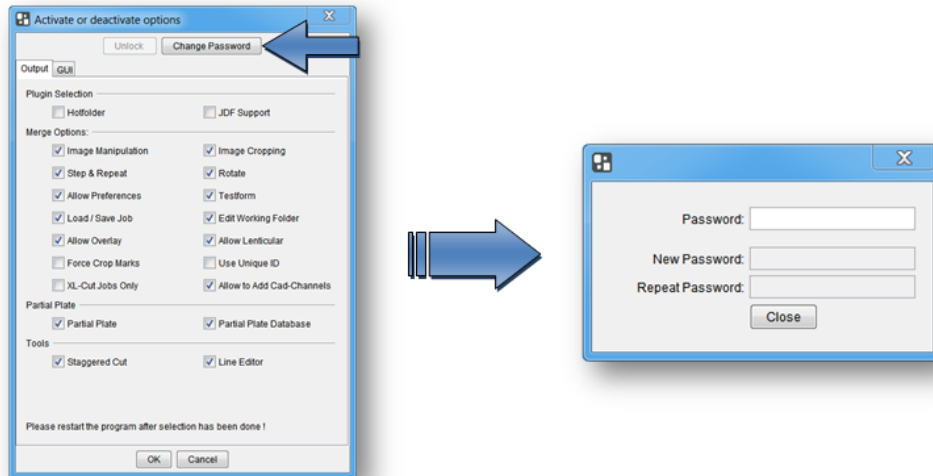 Activate or deactivate options
Unlock Change Password
Output GUI
Plugin Selection
Hotfolder JDF Support
Merge Options:
Image Manipulation Image Cropping
Step & Repeat Rotate
Allow Preferences Testform
Load / Save Job Edit Working Folder
Allow Overlay Allow Lenticular
Force Crop Marks Use Unique ID
XL-Cut Jobs Only Allow to Add Cad-Channels
Partial Plate
Partial Plate Partial Plate Database
Tools
Staggered Cut Line Editor
Please restart the program after selection has been done !
OK Cancel
Password:
New Password:
Repeat Password:
Close